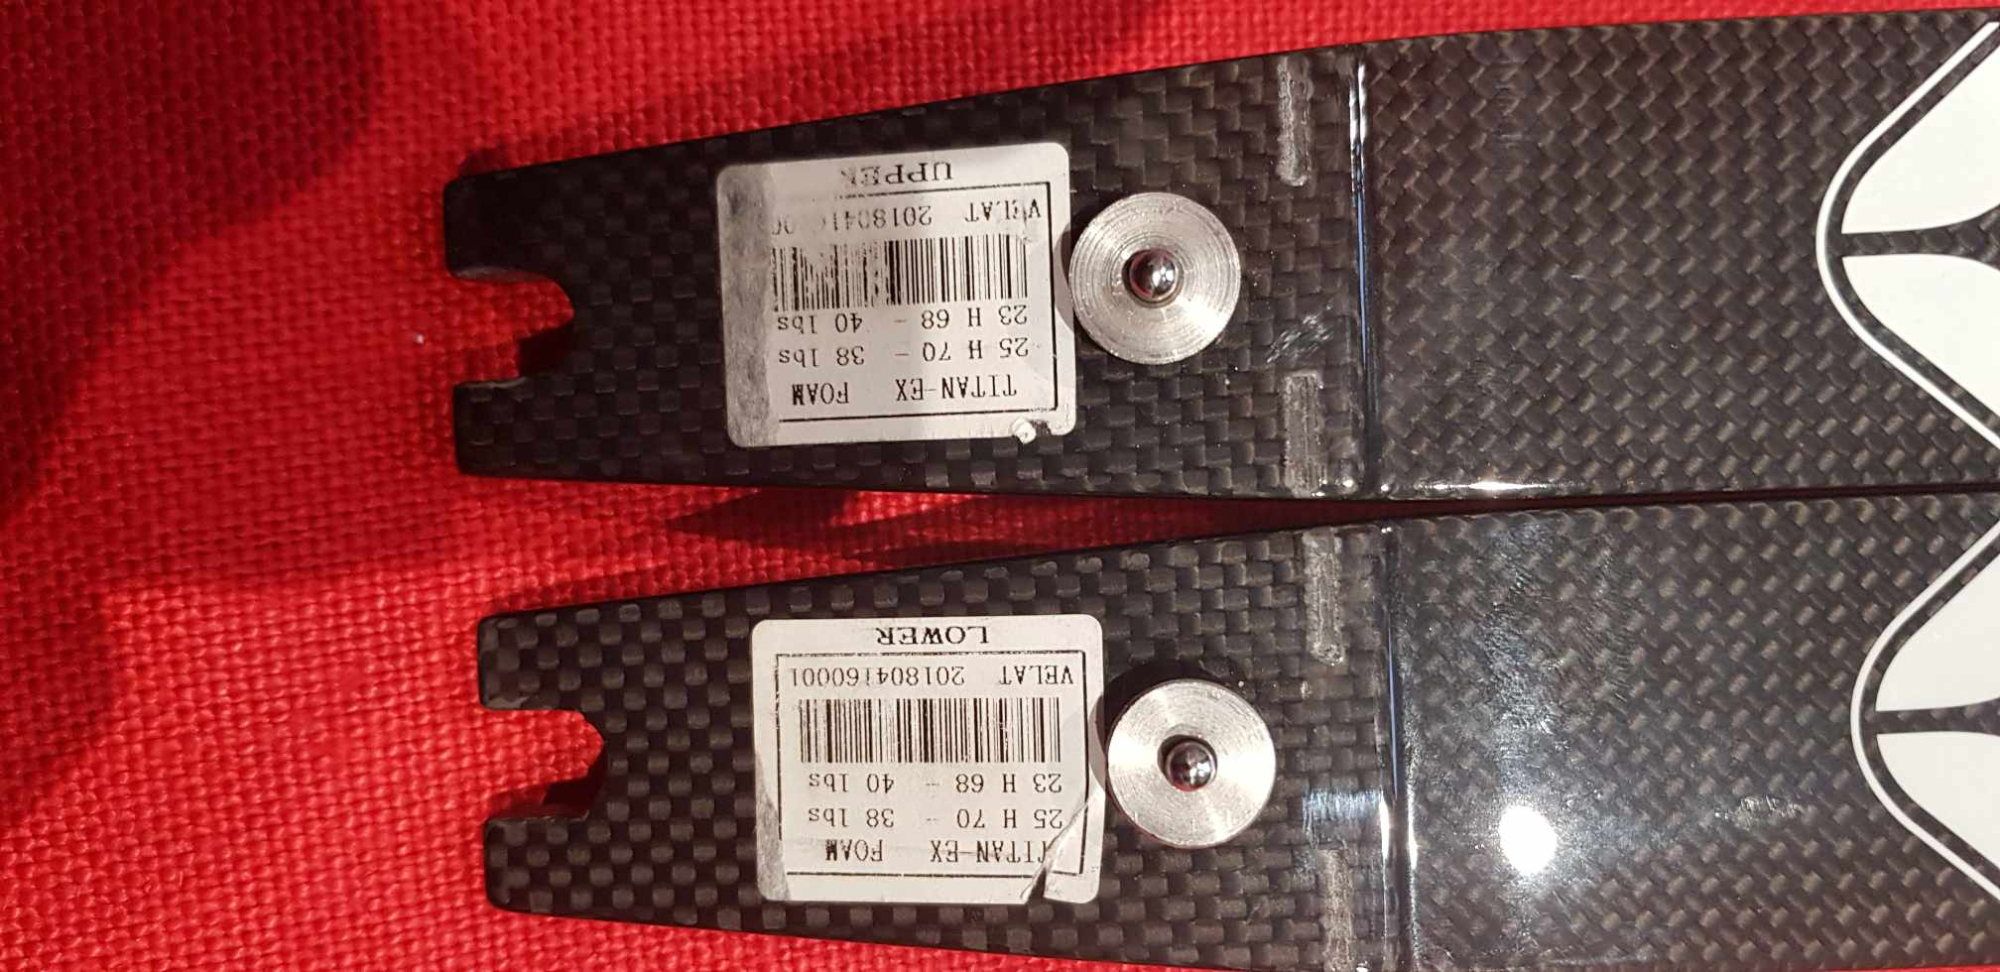 TITAN-EX FOAM
25 H 70 - 38 lbs
23 H 68 - 40 lbs
VELAT 201804160001
LOWER
TITAN-EX FOAM
25 H 70 - 38 lbs
23 H 68 - 40 lbs
VELAT
UPPER